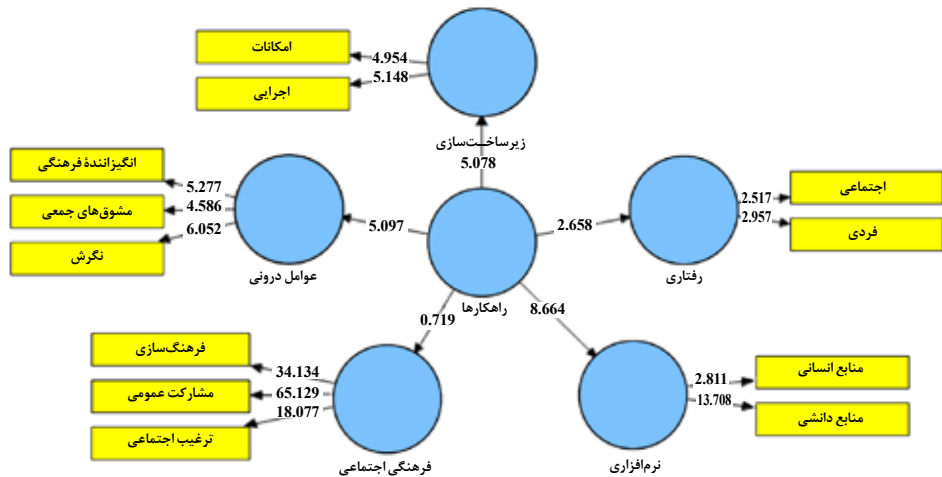 امکانات
4.954
5.148
اجرایی
زیرساخت‌سازی
5.078
انگیزانندهٔ فرهنگی
5.277
مشوق‌های جمعی
4.586
6.052
نگرش
عوامل درونی
5.097
راهکارها
2.658
اجتماعی
2.517
2.957
فردی
رفتاری
0.719
8.664
فرهنگ‌سازی
34.134
مشارکت عمومی
65.129
18.077
ترغیب اجتماعی
فرهنگی اجتماعی
منابع انسانی
2.811
13.708
منابع دانشی
نرم‌افزاری